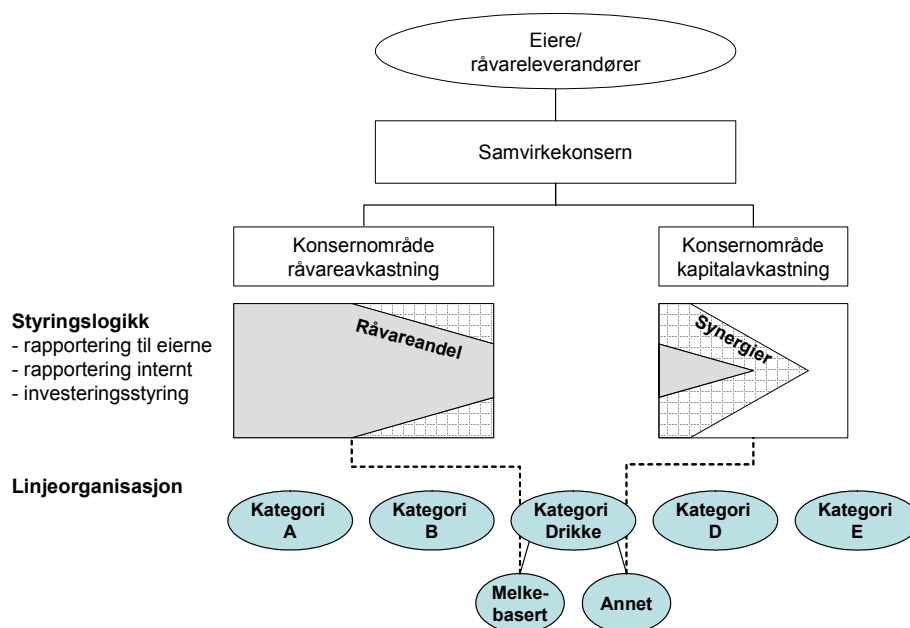 Eiere/
råvareleverandører
Samvirkekonsern
Konsernområde
råvareavkastning
Konsernområde
kapitalavkastning
Styringslogikk
- rapportering til eierne
- rapportering internt
- investeringsstyring
Råvareandel
Synergier
Linjeorganisasjon
Kategori
A
Kategori
B
Kategori
Drikke
Kategori
D
Kategori
E
Melke-
basert
Annet